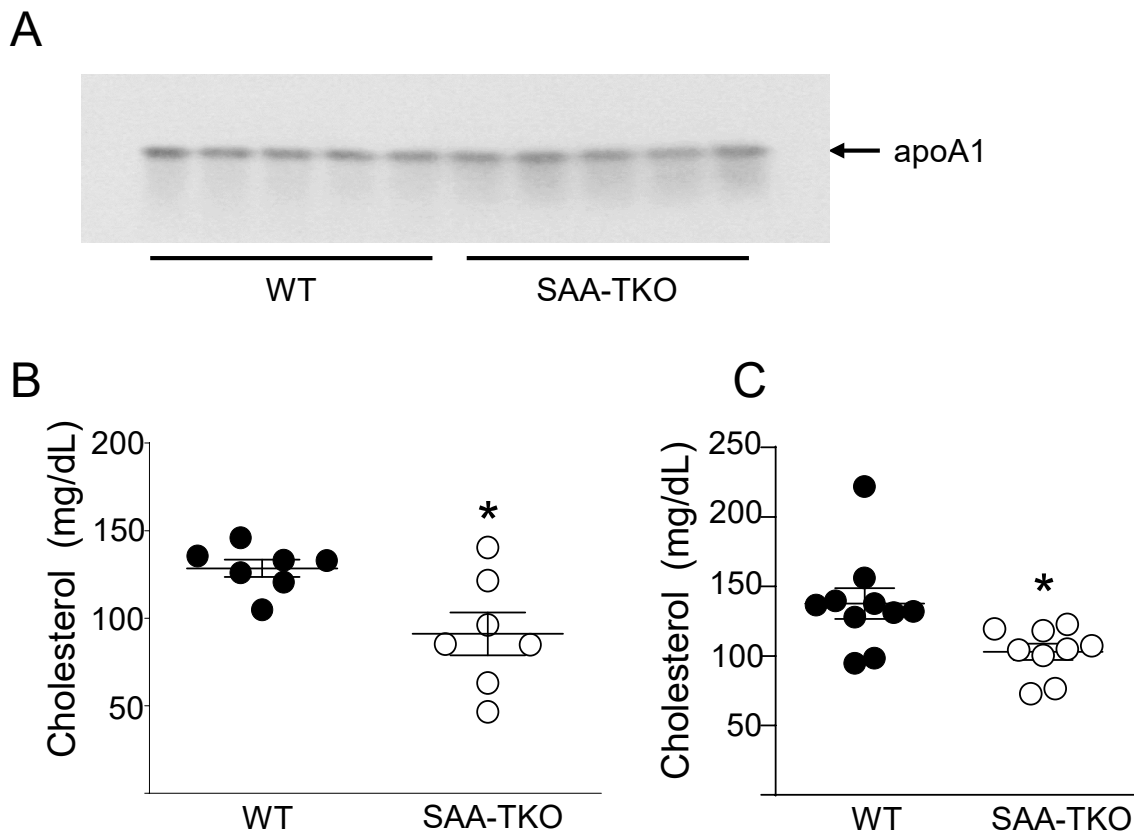 A
apoA1
WT SAA-TKO
B
Cholesterol (mg/dL)
200
150
100
50
*
WT SAA-TKO
C
Cholesterol (mg/dL)
250
200
150
100
50
*
WT SAA-TKO